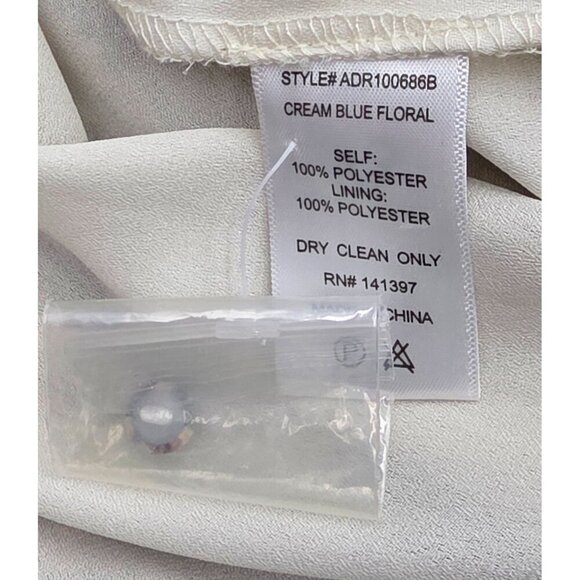 STYLE# ADR100686B
CREAM BLUE FLORAL
SELF:
100% POLYESTER
LINING:
100% POLYESTER
DRY CLEAN ONLY
RN# 141397
CHINA
P